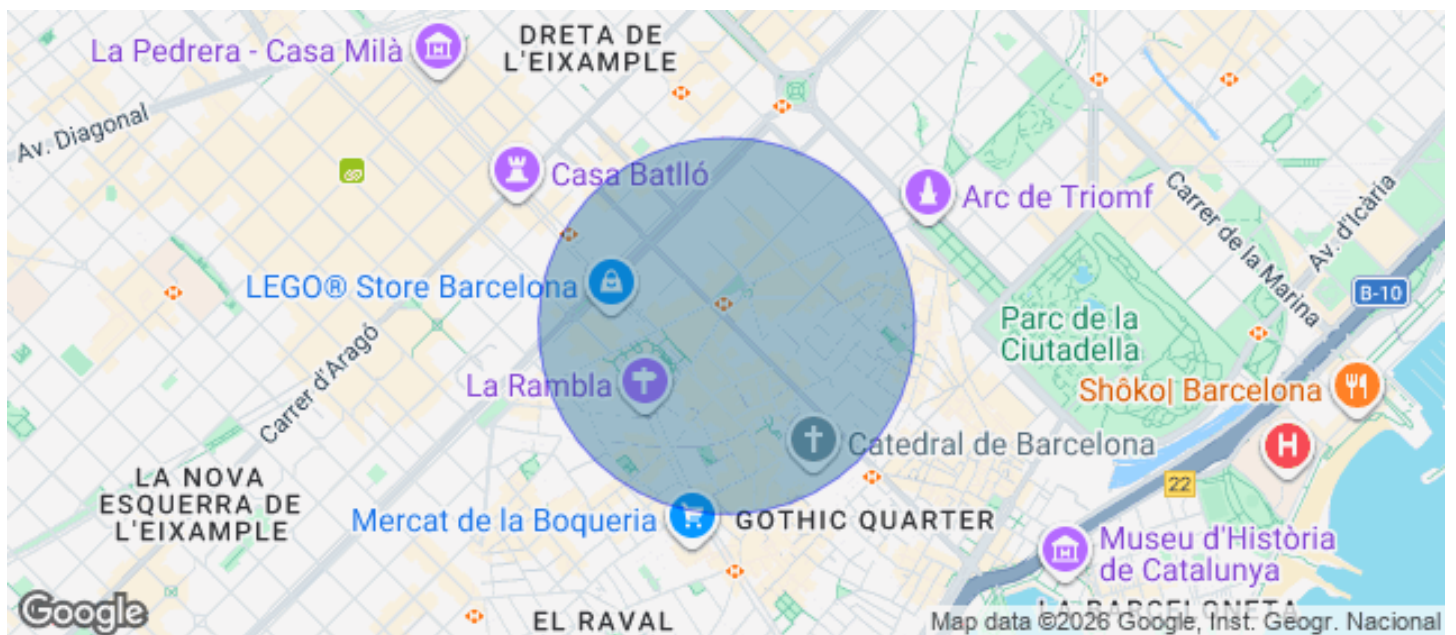 La Pedrera - Casa Milà
DRETA DE
L'EIXAMPLE
Av. Diagonal
Casa Batlló
Arc de Triomf
Carrer de la Marina
Av. d'Icària
LEGO® Store Barcelona
B-10
Parc de la
Ciutadella
Carrer d'Aragó
La Rambla
Shôko| Barcelona
Catedral de Barcelona
H
LA NOVA
ESQUERRA DE
L'EIXAMPLE
22
Mercat de la Boqueria
GOTHIC QUARTER
Museu d'Història
de Catalunya
Google
EL RAVAL
LA BARCELONETA
Map data ©2026 Google, Inst. Geogr. Nacional